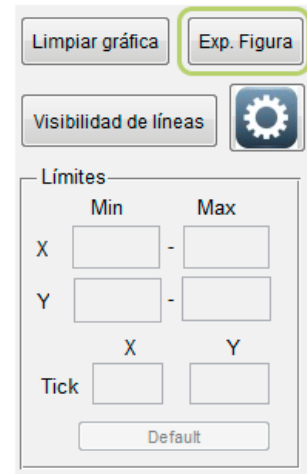 Limpiar gráfica Exp. Figura
Visibilidad de líneas
Límites
Min Max
X -
Y -
X Y
Tick
Default